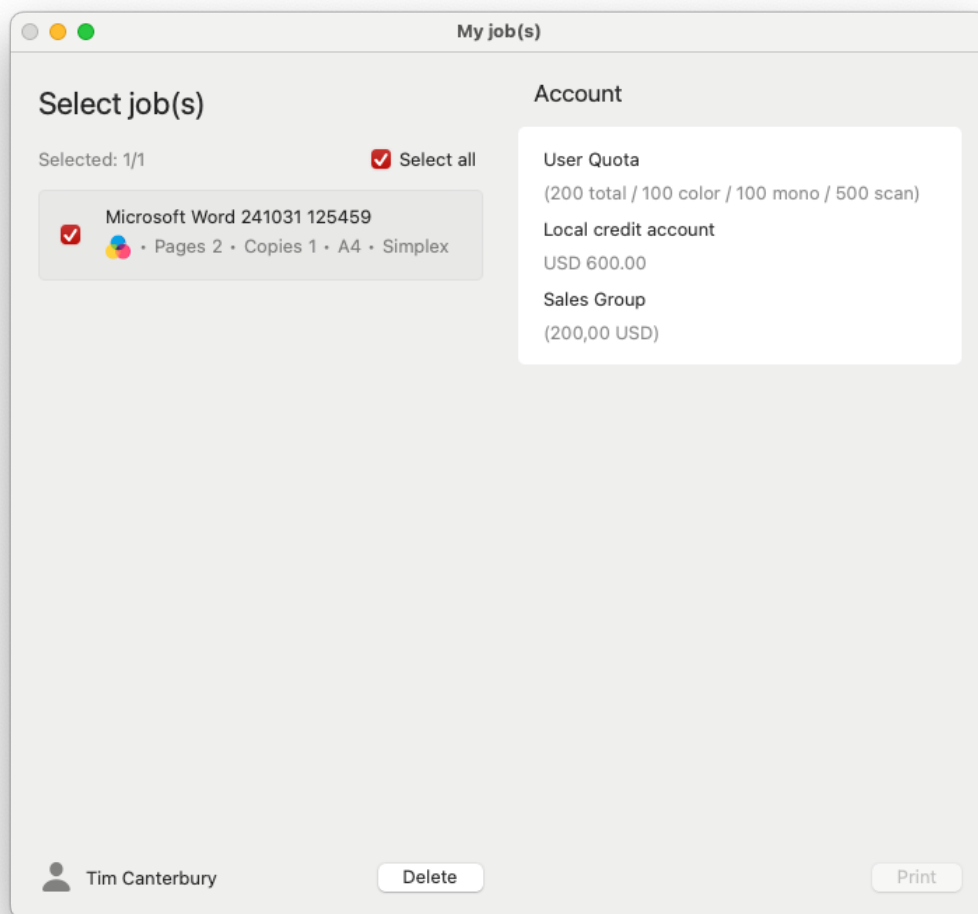 My job(s)
Select job(s)
Selected: 1/1
Select all
Microsoft Word 241031 125459
• Pages 2 • Copies 1 • A4 • Simplex
Account
User Quota
(200 total / 100 color / 100 mono / 500 scan)
Local credit account
USD 600.00
Sales Group
(200,00 USD)
Tim Canterbury
Delete
Print